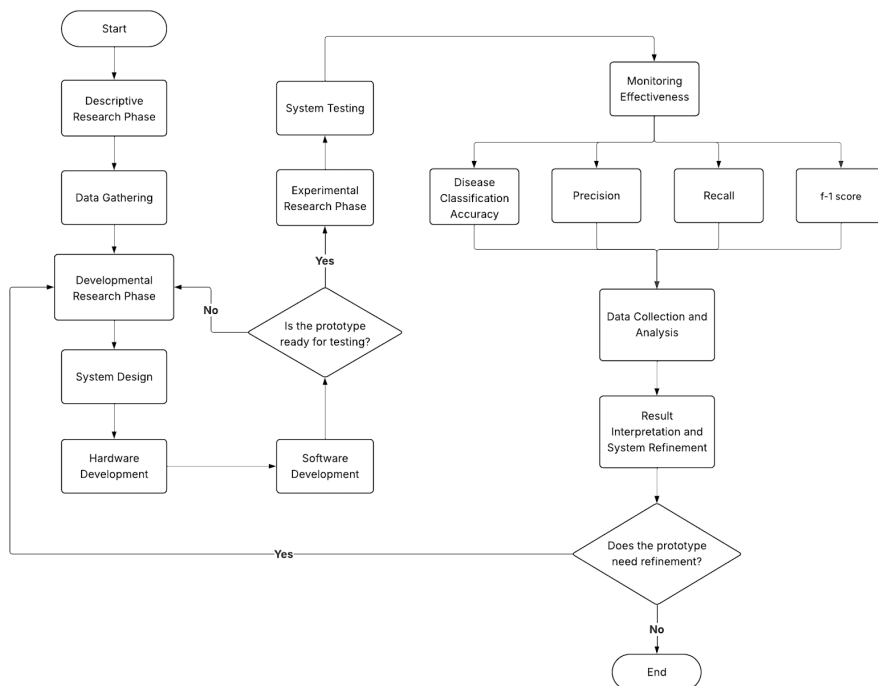 Start
Descriptive
Research Phase
Data Gathering
Developmental
Research Phase
System Design
Hardware
Development
Software
Development
Is the prototype
ready for testing?
No
Yes
Experimental
Research Phase
System Testing
Monitoring
Effectiveness
Disease
Classification
Accuracy
Precision
Recall
f-1 score
Data Collection and
Analysis
Result
Interpretation and
System Refinement
Does the prototype
need refinement?
Yes
No
End